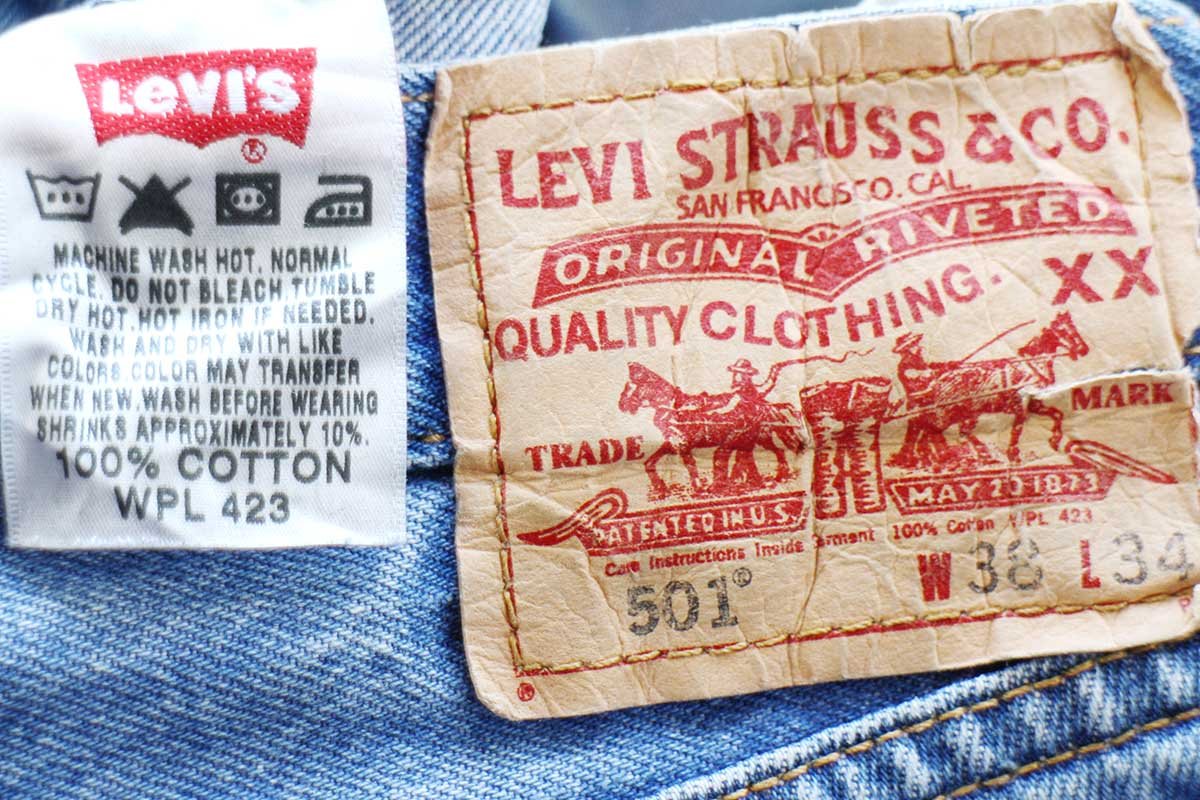 LEVI'S
®
MACHINE WASH HOT, NORMAL
CYCLE. DO NOT BLEACH. TUMBLE
DRY HOT. HOT IRON IF NEEDED.
WASH AND DRY WITH LIKE
COLORS. COLOR MAY TRANSFER
WHEN NEW. WASH BEFORE WEARING
SHRINKS APPROXIMATELY 10%.
100% COTTON
WPL 423
LEVI STRAUSS & CO.
SAN FRANCISCO. CAL.
ORIGINAL RIVETED
QUALITY CLOTHING. XX
TRADE MARK
PATENTED IN U.S. MAY 20 1873
Care Instructions Inside Garment 100% Cotton WPL 423
501® W 38 L 34
®